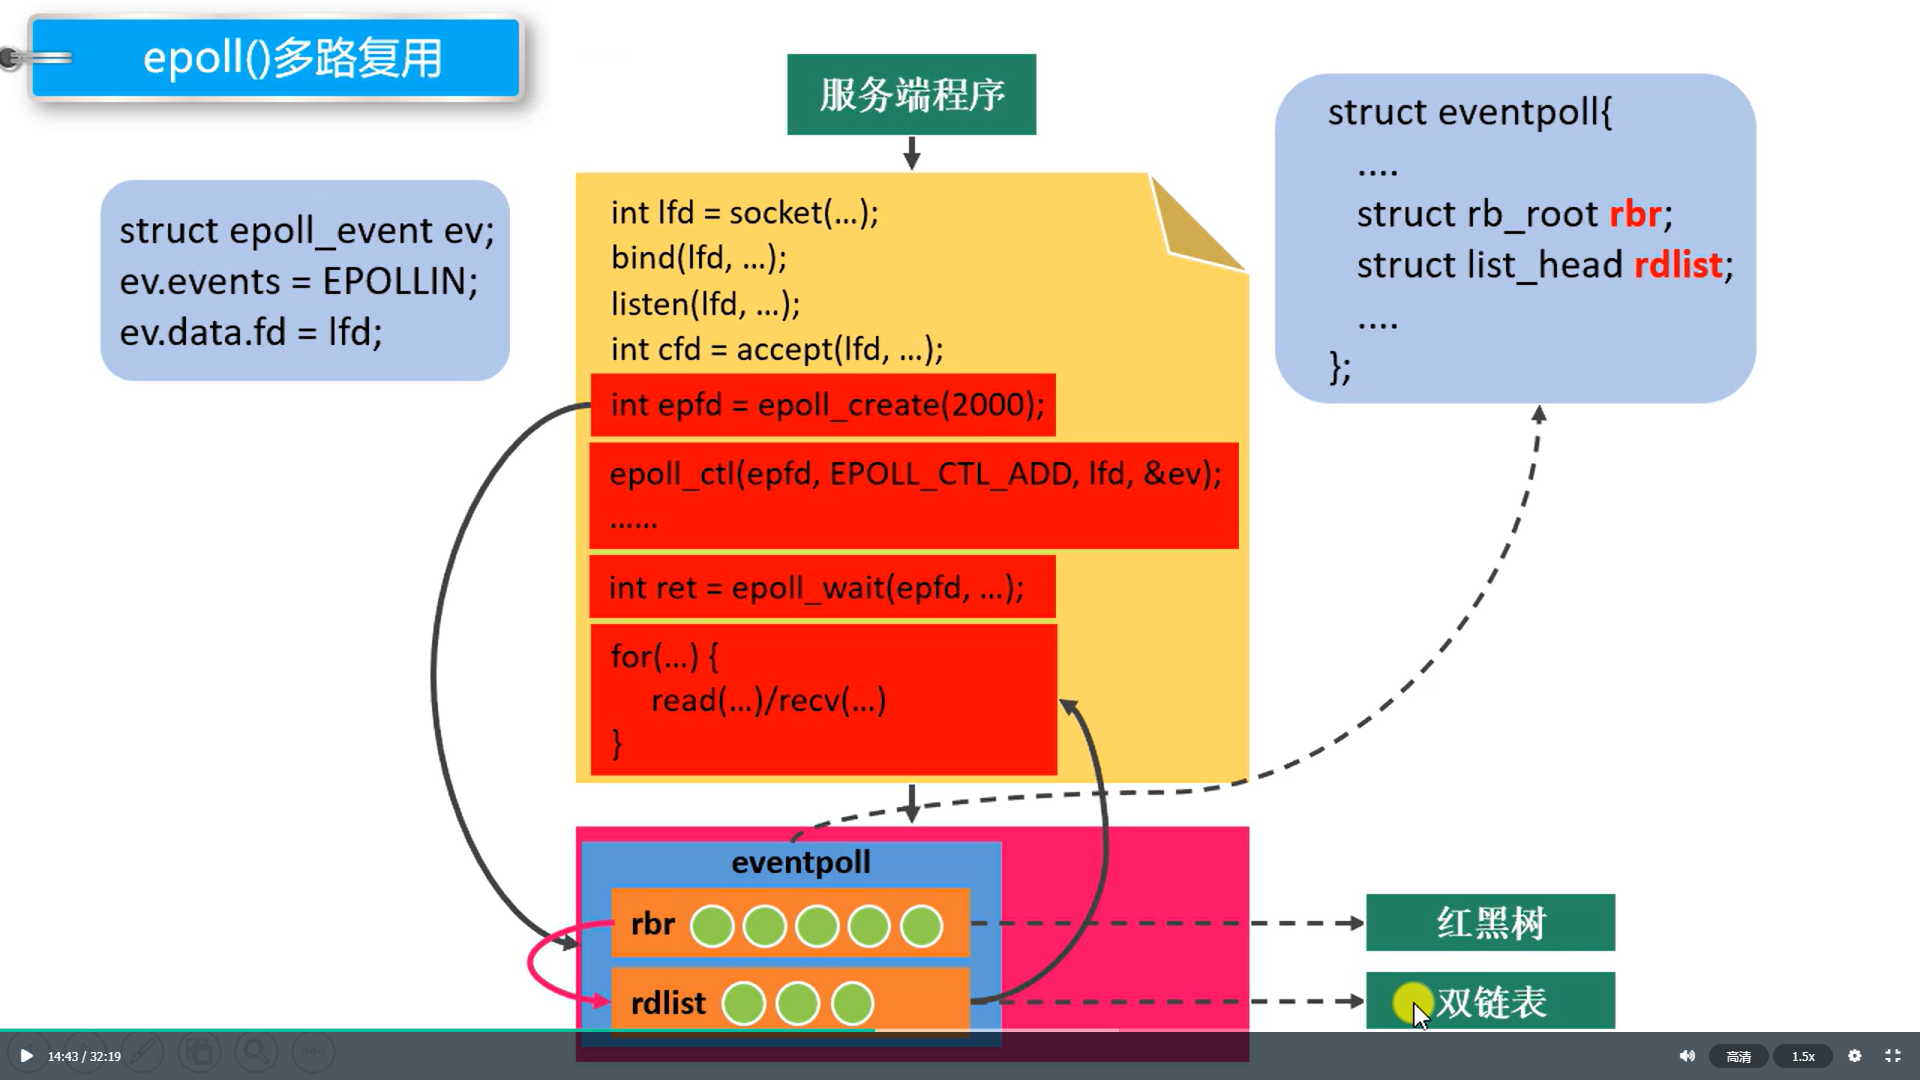 epoll()多路复用
服务端程序
struct epoll_event ev;
ev.events = EPOLLIN;
ev.data.fd = lfd;
int lfd = socket(...);
bind(lfd, ...);
listen(lfd, ...);
int cfd = accept(lfd, ...);
int epfd = epoll_create(2000);
epoll_ctl(epfd, EPOLL_CTL_ADD, lfd, &ev);
......
int ret = epoll_wait(epfd, ...);
for(...) {
read(...)/recv(...)
}
struct eventpoll{
....
struct rb_root rbr;
struct list_head rdlist;
....
};
eventpoll
rbr
rdlist
红黑树
双链表
14:43 / 32:19
高清
1.5x